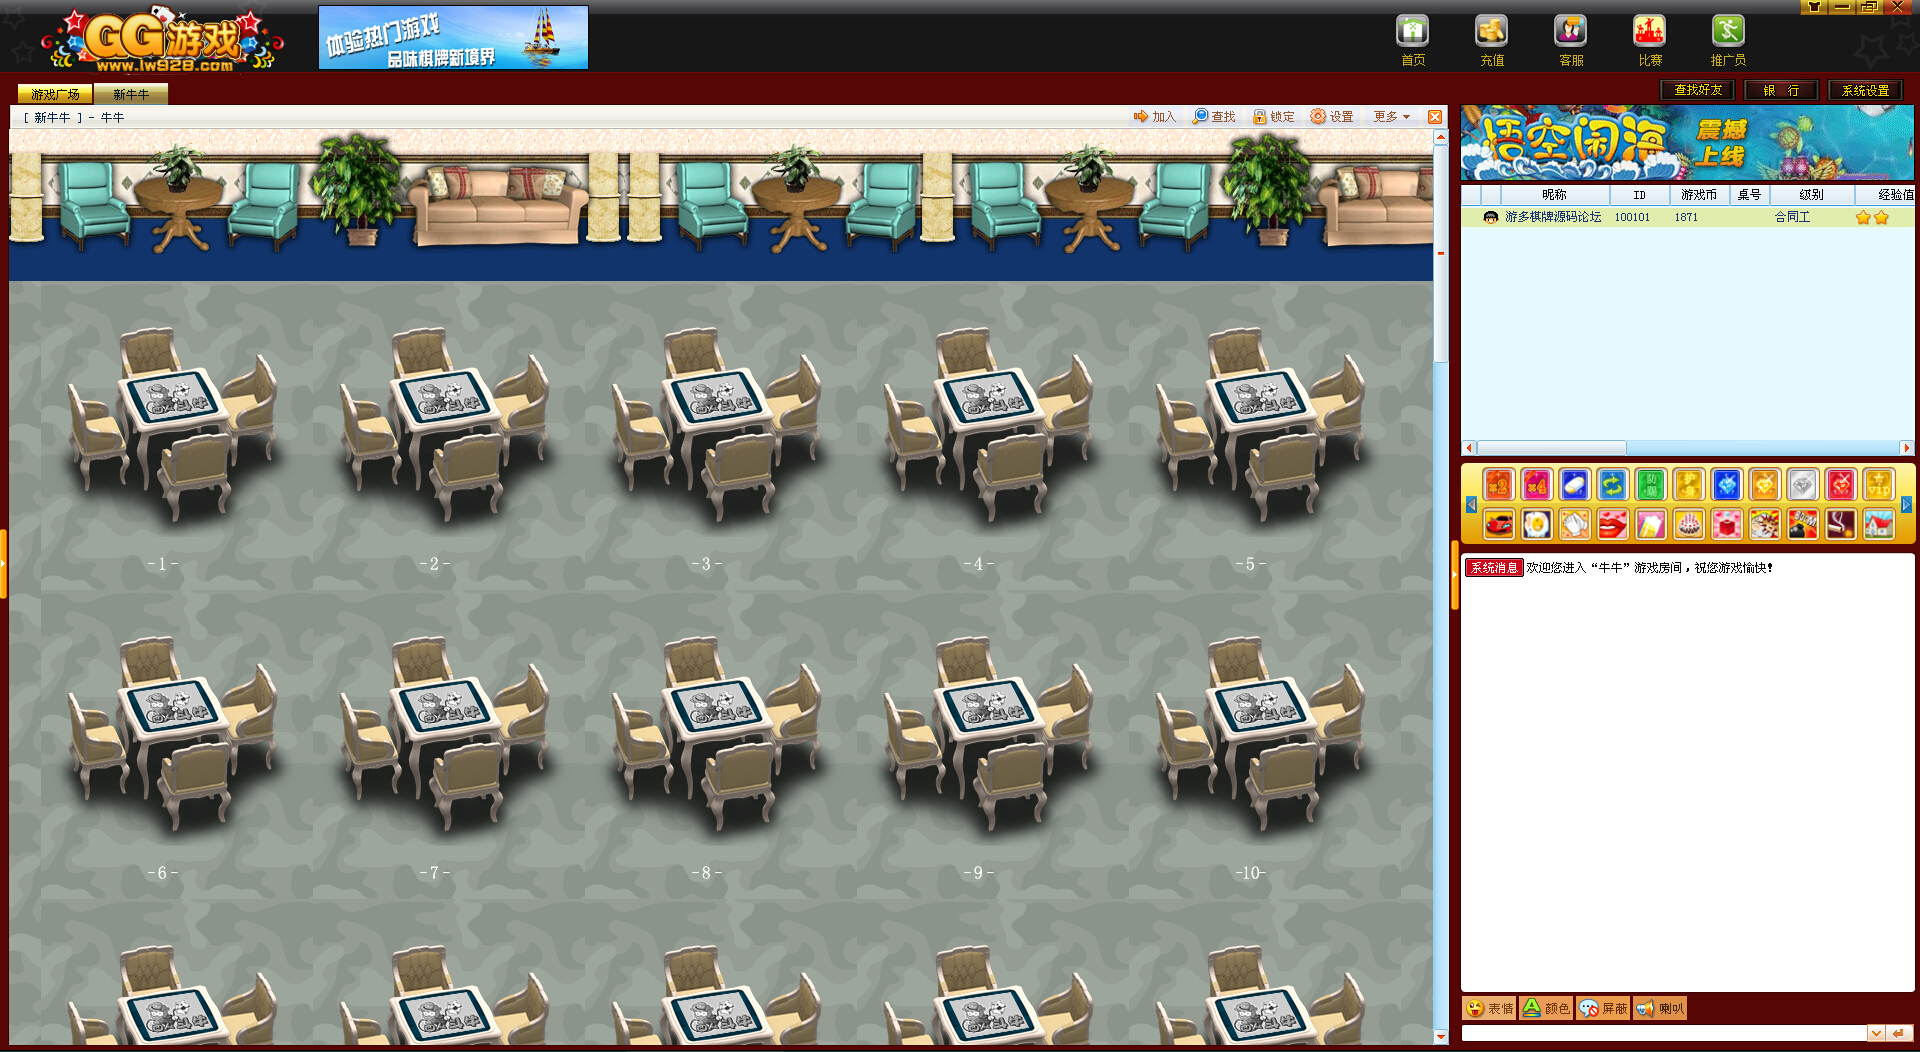 GG游戏
www.lw928.com
体验热门游戏
品味棋牌新境界
首页 充值 客服 比赛 推广员
游戏广场 新牛牛
查找好友 银 行 系统设置
[ 新牛牛 ] - 牛牛
加入 查找 锁定 设置 更多
悟空闹海 震撼上线
昵称 ID 游戏币 桌号 级别 经验值
游多棋牌源码论坛 100101 1871 合同工
-1- -2- -3- -4- -5-
-6- -7- -8- -9- -10-
×2 ×4 防踢 护身 vip
系统消息 欢迎您进入“牛牛”游戏房间，祝您游戏愉快!
表情 颜色 屏蔽 喇叭